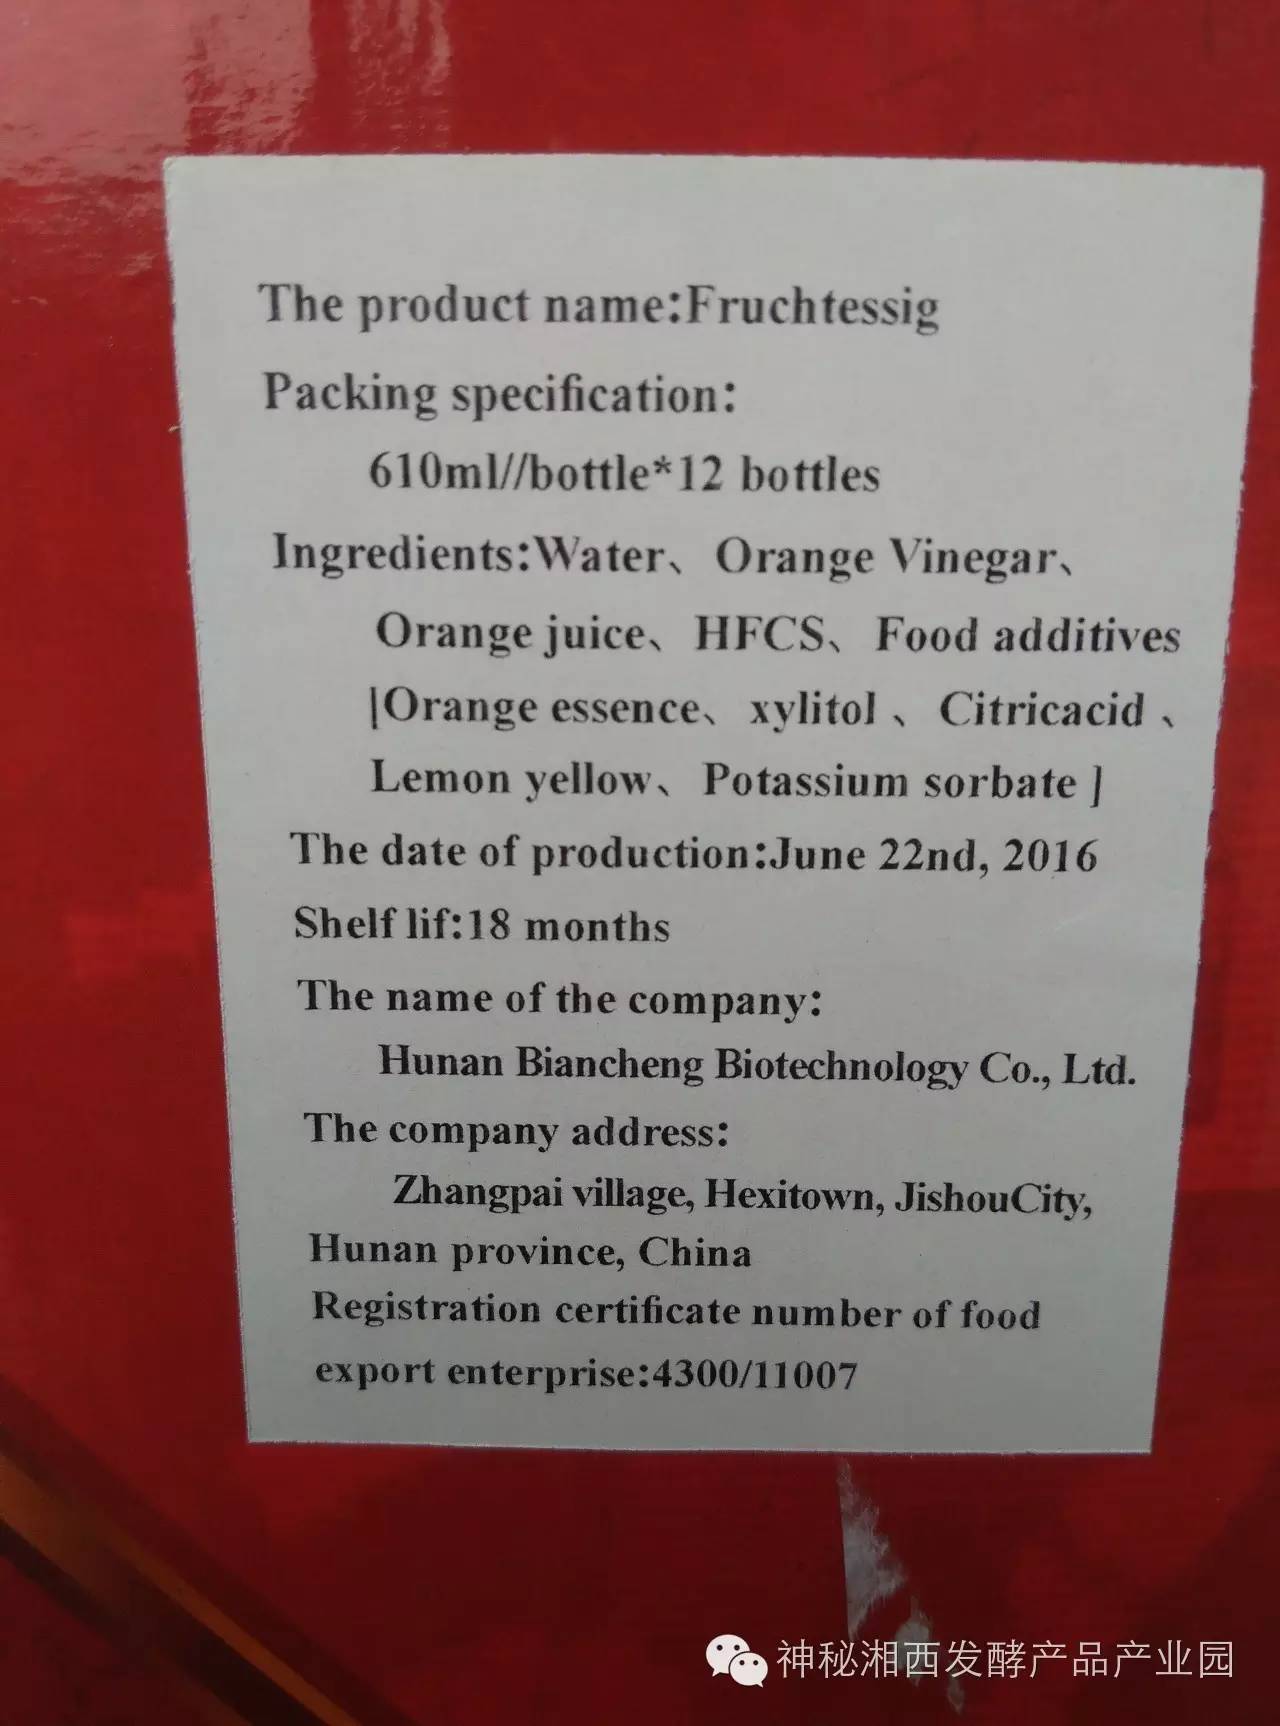 The product name:Fruchtessig
Packing specification:
610ml//bottle*12 bottles
Ingredients:Water、Orange Vinegar、
Orange juice、HFCS、Food additives
[Orange essence、xylitol 、Citricacid 、
Lemon yellow、Potassium sorbate ]
The date of production:June 22nd, 2016
Shelf lif:18 months
The name of the company:
Hunan Biancheng Biotechnology Co., Ltd.
The company address:
Zhangpai village, Hexitown, JishouCity,
Hunan province, China
Registration certificate number of food
export enterprise:4300/11007
神秘湘西发酵产品产业园